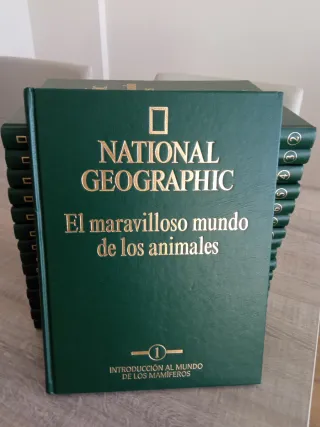 NATIONAL
GEOGRAPHIC
El maravilloso mundo
de los animales
1
INTRODUCCIÓN AL MUNDO
DE LOS MAMÍFEROS